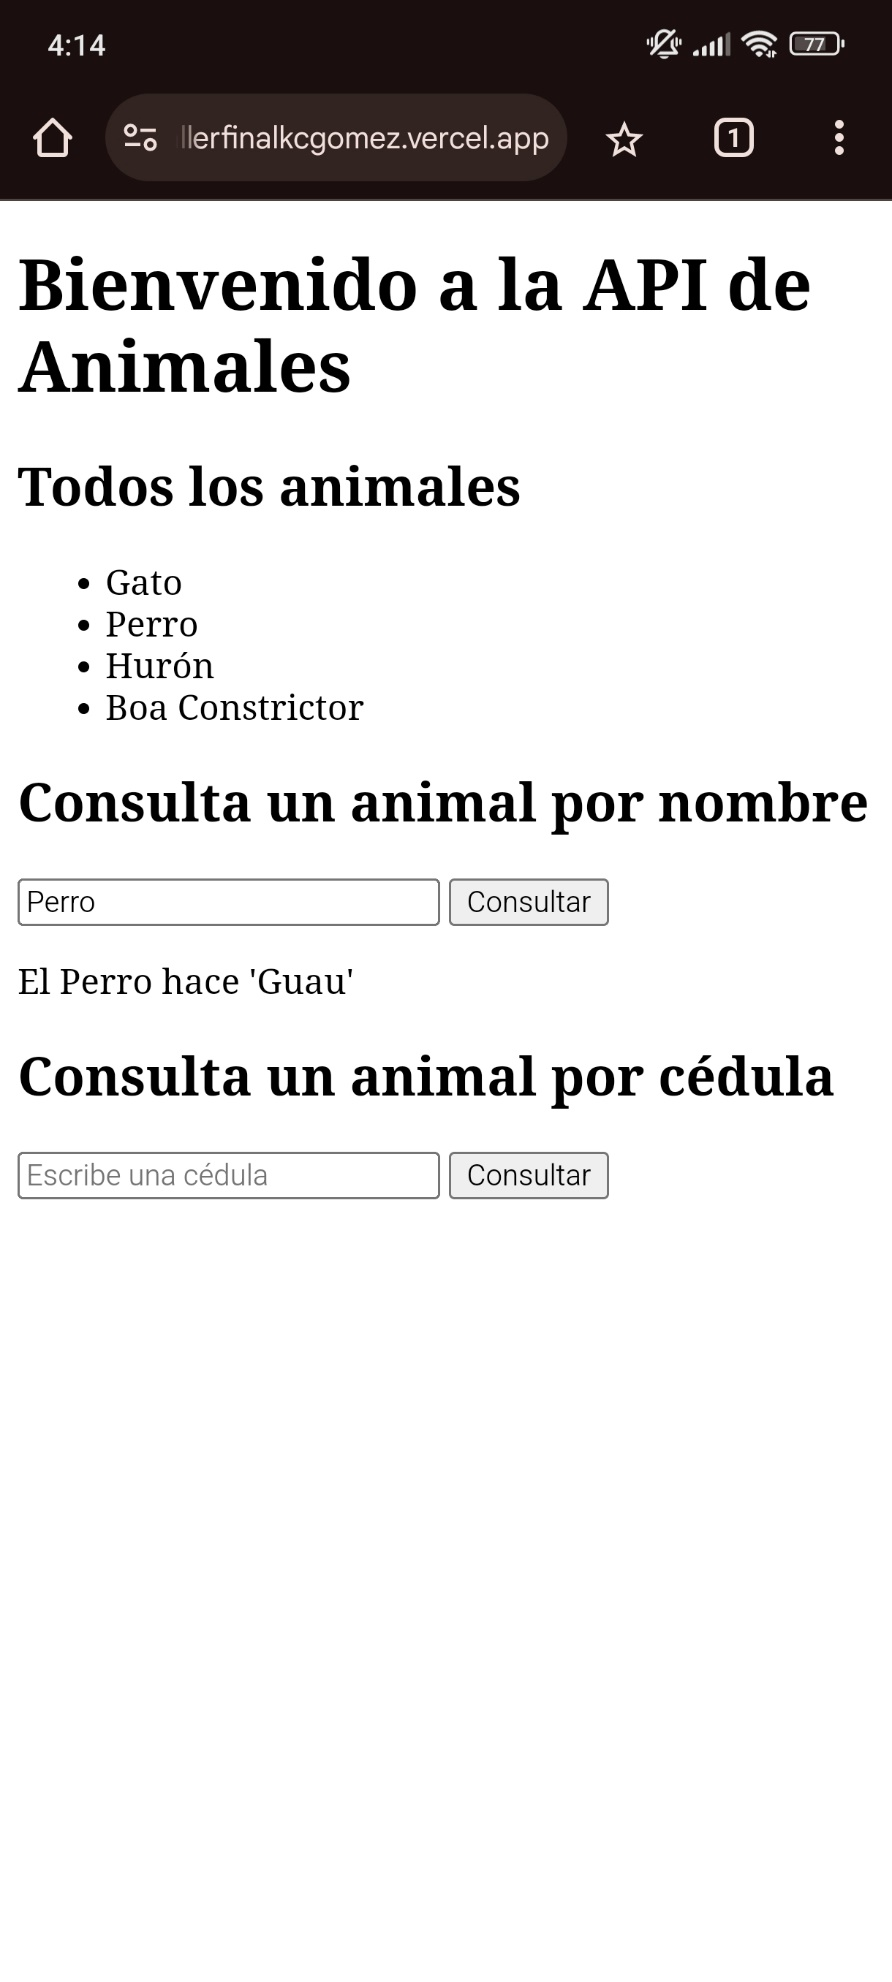 4:14
77
llerfinalkcgomez.vercel.app
1
Bienvenido a la API de
Animales
Todos los animales
• Gato
• Perro
• Hurón
• Boa Constrictor
Consulta un animal por nombre
Perro Consultar
El Perro hace 'Guau'
Consulta un animal por cédula
Escribe una cédula Consultar